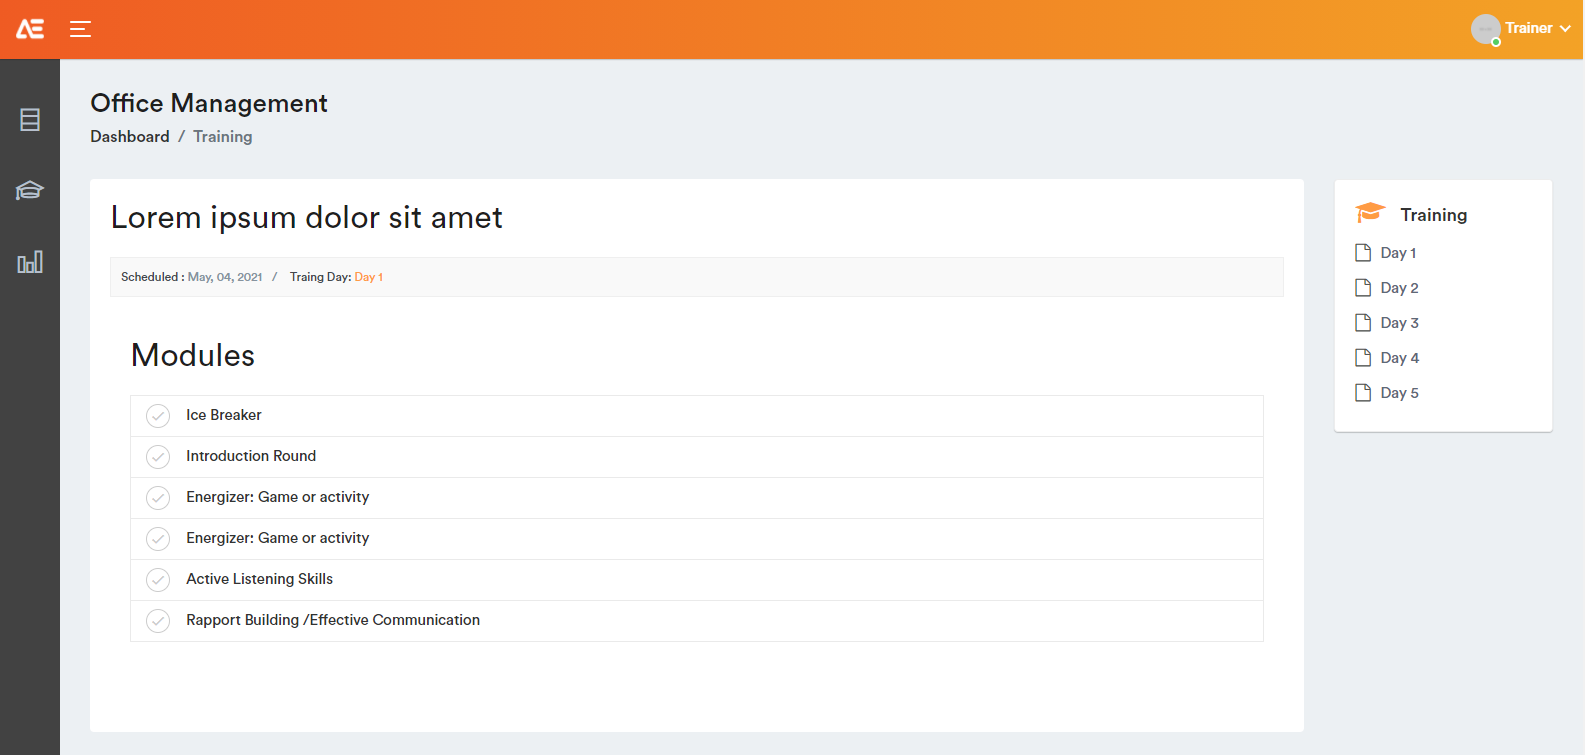 AE
Trainer
Office Management
Dashboard / Training
Lorem ipsum dolor sit amet
Scheduled : May, 04, 2021 / Traing Day: Day 1
Modules
Ice Breaker
Introduction Round
Energizer: Game or activity
Energizer: Game or activity
Active Listening Skills
Rapport Building /Effective Communication
Training
Day 1
Day 2
Day 3
Day 4
Day 5